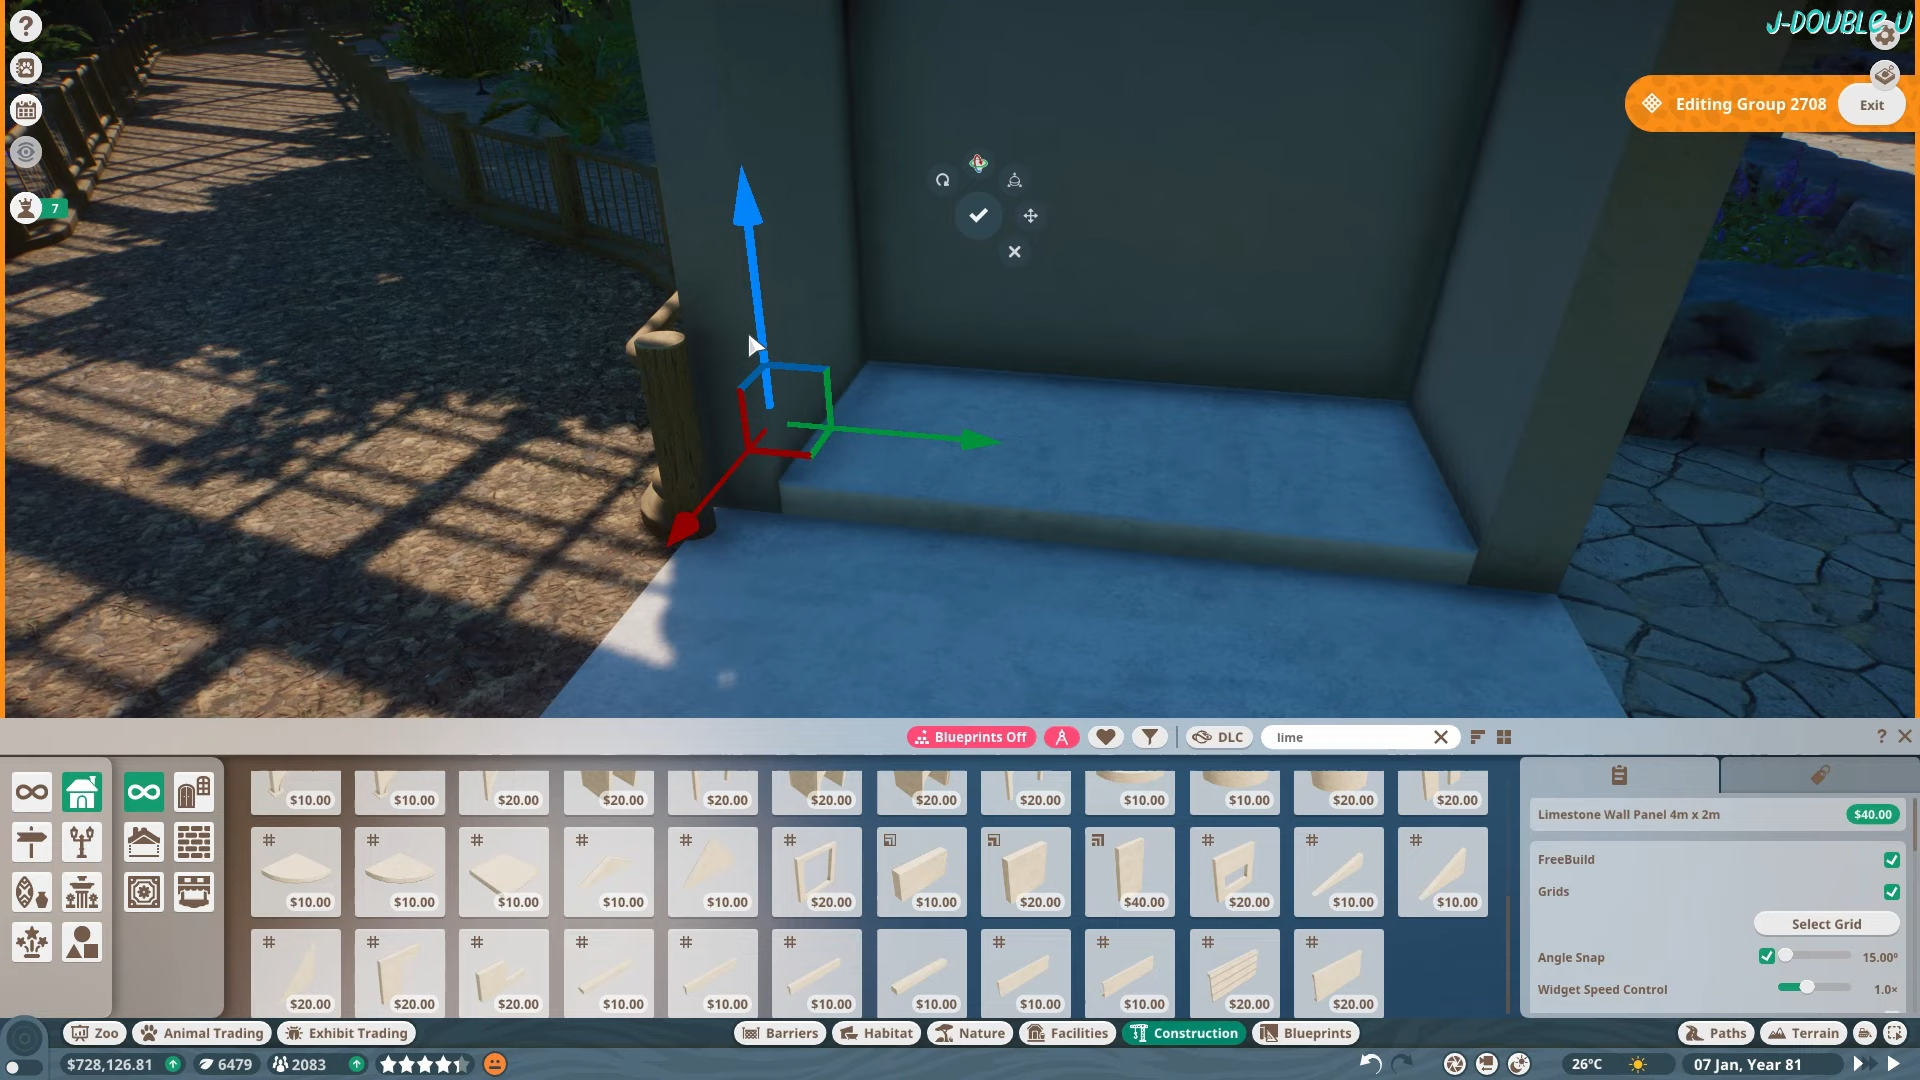 J-DOUBLE U
Editing Group 2708
Exit
7
Blueprints Off
DLC
lime
$10.00 $10.00 $20.00 $20.00 $20.00 $20.00 $20.00 $20.00 $10.00 $10.00 $20.00 $20.00
$10.00 $10.00 $10.00 $10.00 $10.00 $20.00 $10.00 $20.00 $40.00 $20.00 $10.00 $10.00
$20.00 $20.00 $20.00 $10.00 $10.00 $10.00 $10.00 $10.00 $10.00 $20.00 $20.00
Limestone Wall Panel 4m x 2m
$40.00
FreeBuild
Grids
Select Grid
Angle Snap
15.00°
Widget Speed Control
1.0×
Zoo
Animal Trading
Exhibit Trading
Barriers
Habitat
Nature
Facilities
Construction
Blueprints
Paths
Terrain
$728,126.81
6479
2083
26°C
07 Jan, Year 81